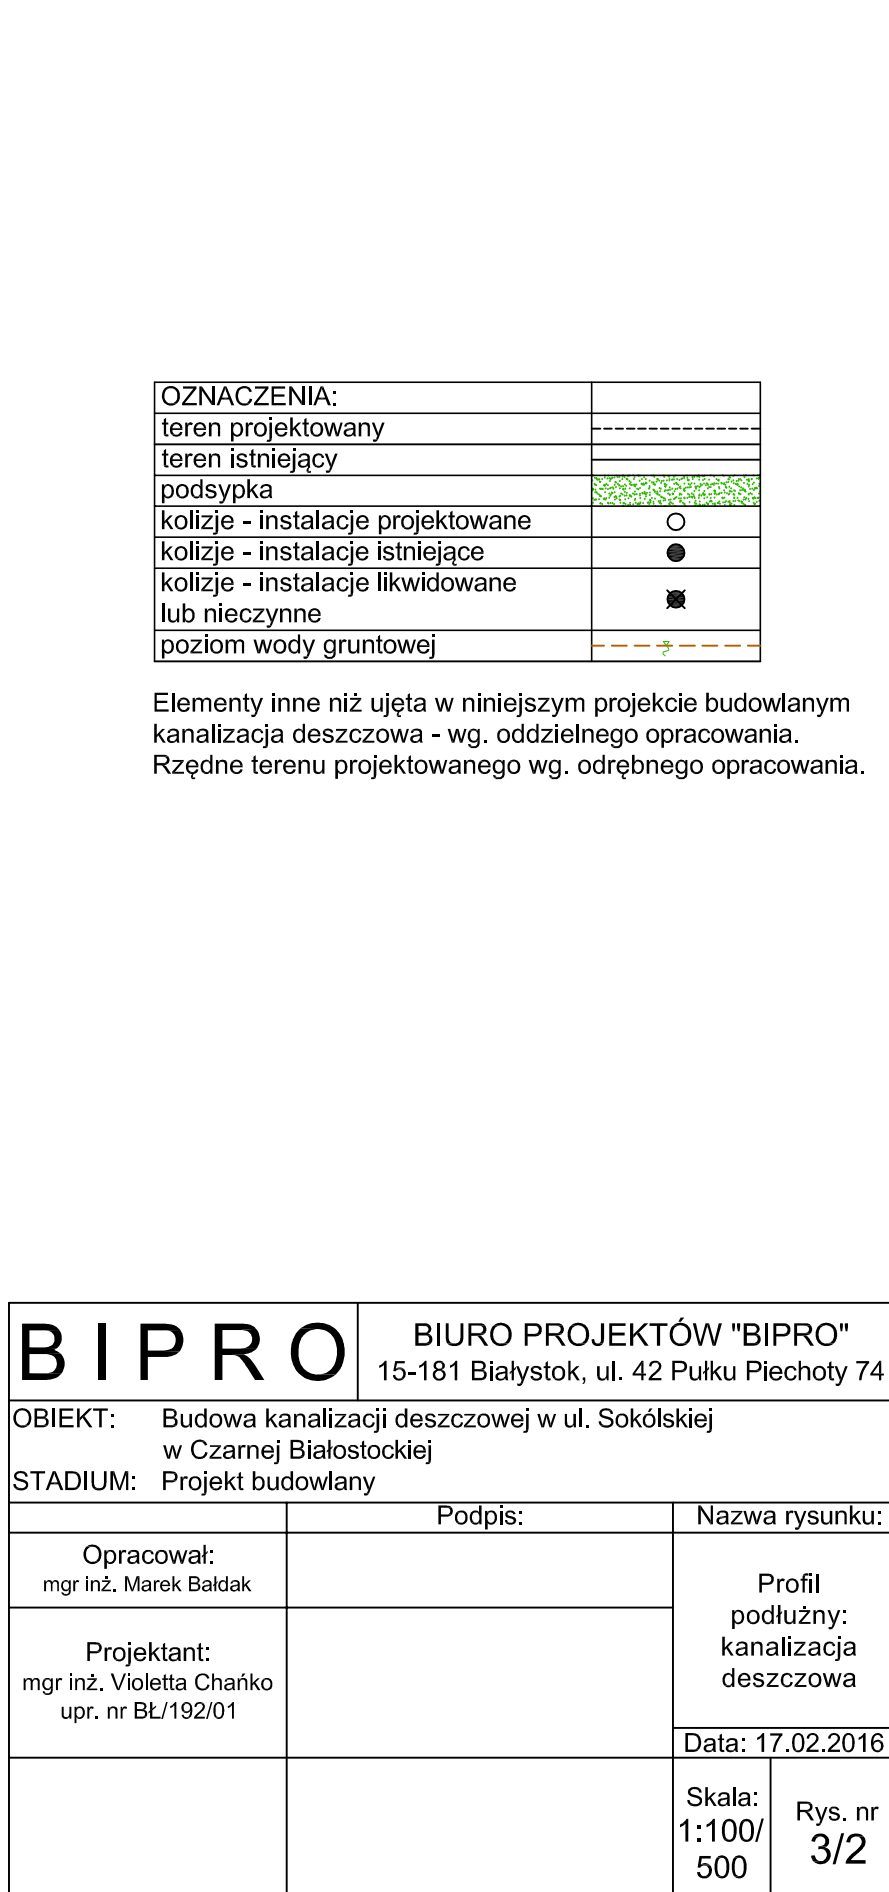 OZNACZENIA:
teren projektowany
teren istniejący
podsypka
kolizje - instalacje projektowane
kolizje - instalacje istniejące
kolizje - instalacje likwidowane
lub nieczynne
poziom wody gruntowej
Elementy inne niż ujęta w niniejszym projekcie budowlanym
kanalizacja deszczowa - wg. oddzielnego opracowania.
Rzędne terenu projektowanego wg. odrębnego opracowania.
B I P R O
BIURO PROJEKTÓW "BIPRO"
15-181 Białystok, ul. 42 Pułku Piechoty 74
OBIEKT: Budowa kanalizacji deszczowej w ul. Sokólskiej
w Czarnej Białostockiej
STADIUM: Projekt budowlany
Podpis:
Nazwa rysunku:
Opracował:
mgr inż. Marek Bałdak
Projektant:
mgr inż. Violetta Chańko
upr. nr BŁ/192/01
Profil
podłużny:
kanalizacja
deszczowa
Data: 17.02.2016
Skala:
1:100/
500
Rys. nr
3/2